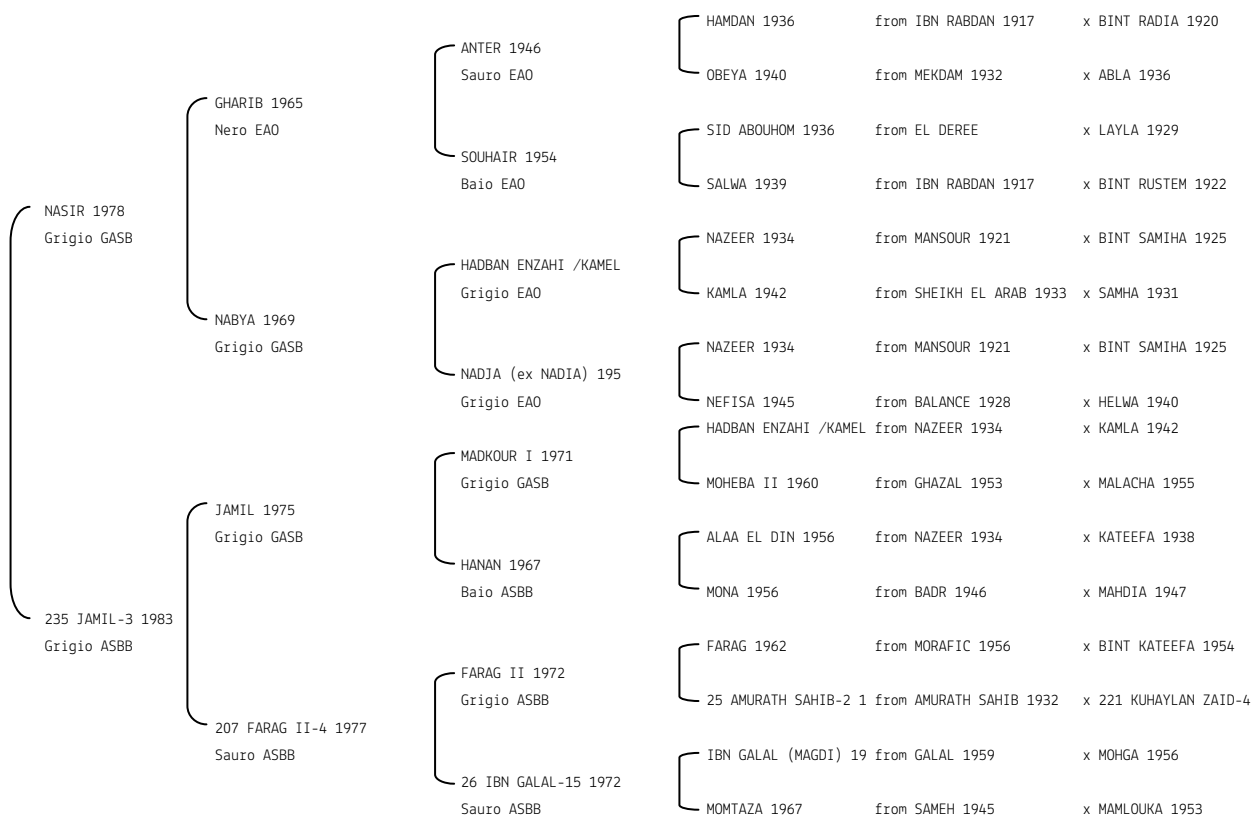 HAMDAN 1936 from IBN RABDAN 1917 x BINT RADIA 1920
ANTER 1946
Sauro EAO
OBEYA 1940 from MEKDAM 1932 x ABLA 1936
GHARIB 1965
Nero EAO
SID ABOUHOM 1936 from EL DEREE x LAYLA 1929
SOUHAIR 1954
Baio EAO
SALWA 1939 from IBN RABDAN 1917 x BINT RUSTEM 1922
NASIR 1978
Grigio GASB
NAZEER 1934 from MANSOUR 1921 x BINT SAMIHA 1925
HADBAN ENZAHI /KAMEL
Grigio EAO
KAMLA 1942 from SHEIKH EL ARAB 1933 x SAMHA 1931
NABYA 1969
Grigio GASB
NAZEER 1934 from MANSOUR 1921 x BINT SAMIHA 1925
NADJA (ex NADIA) 195
Grigio EAO
NEFISA 1945 from BALANCE 1928 x HELWA 1940
HADBAN ENZAHI /KAMEL from NAZEER 1934 x KAMLA 1942
MADKOUR I 1971
Grigio GASB
MOHEBA II 1960 from GHAZAL 1953 x MALACHA 1955
JAMIL 1975
Grigio GASB
ALAA EL DIN 1956 from NAZEER 1934 x KATEEFA 1938
HANAN 1967
Baio ASBB
MONA 1956 from BADR 1946 x MAHDIA 1947
235 JAMIL-3 1983
Grigio ASBB
FARAG 1962 from MORAFIC 1956 x BINT KATEEFA 1954
FARAG II 1972
Grigio ASBB
25 AMURATH SAHIB-2 1 from AMURATH SAHIB 1932 x 221 KUHAYLAN ZAID-4
207 FARAG II-4 1977
Sauro ASBB
IBN GALAL (MAGDI) 19 from GALAL 1959 x MOHGA 1956
26 IBN GALAL-15 1972
Sauro ASBB
MOMTAZA 1967 from SAMEH 1945 x MAMLOUKA 1953